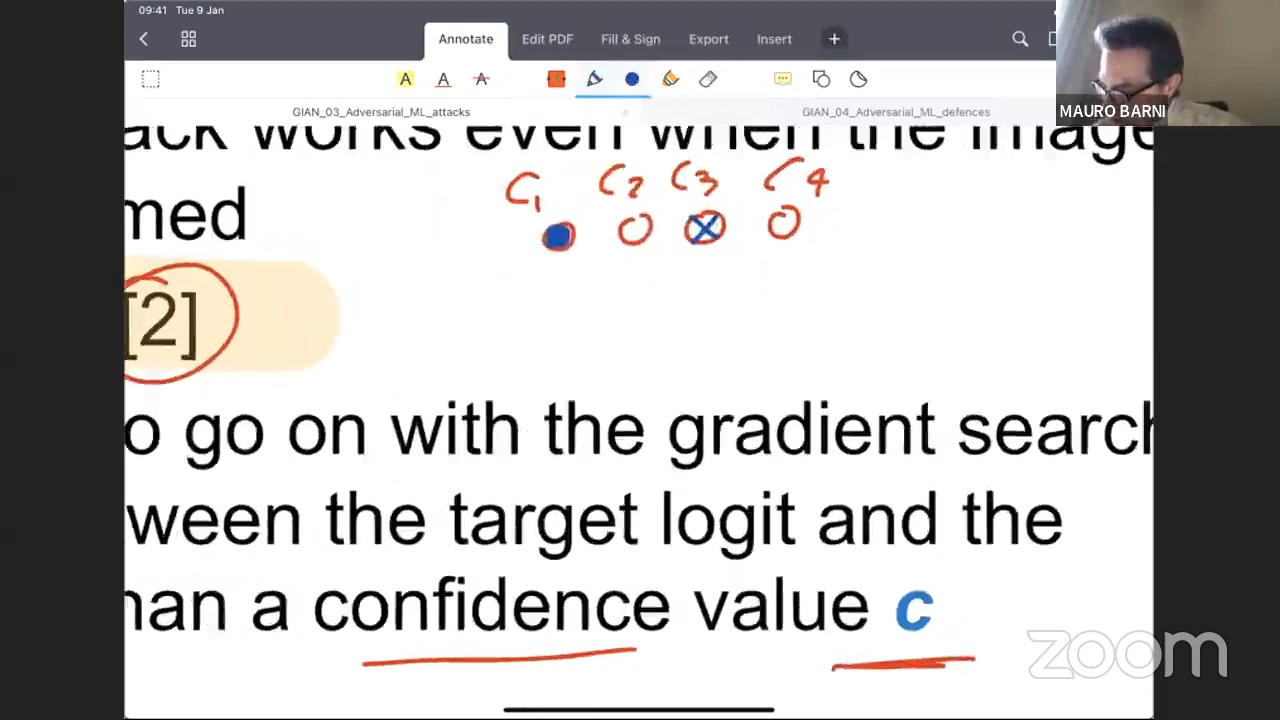 09:41 Tue 9 Jan
Annotate Edit PDF Fill & Sign Export Insert
A A A
GIAN_03_Adversarial_ML_attacks GIAN_04_Adversarial_ML_defences
MAURO BARNI
ack works even when the image
med
C1 C2 C3 C4
[2]
o go on with the gradient search
ween the target logit and the
han a confidence value c
zoom